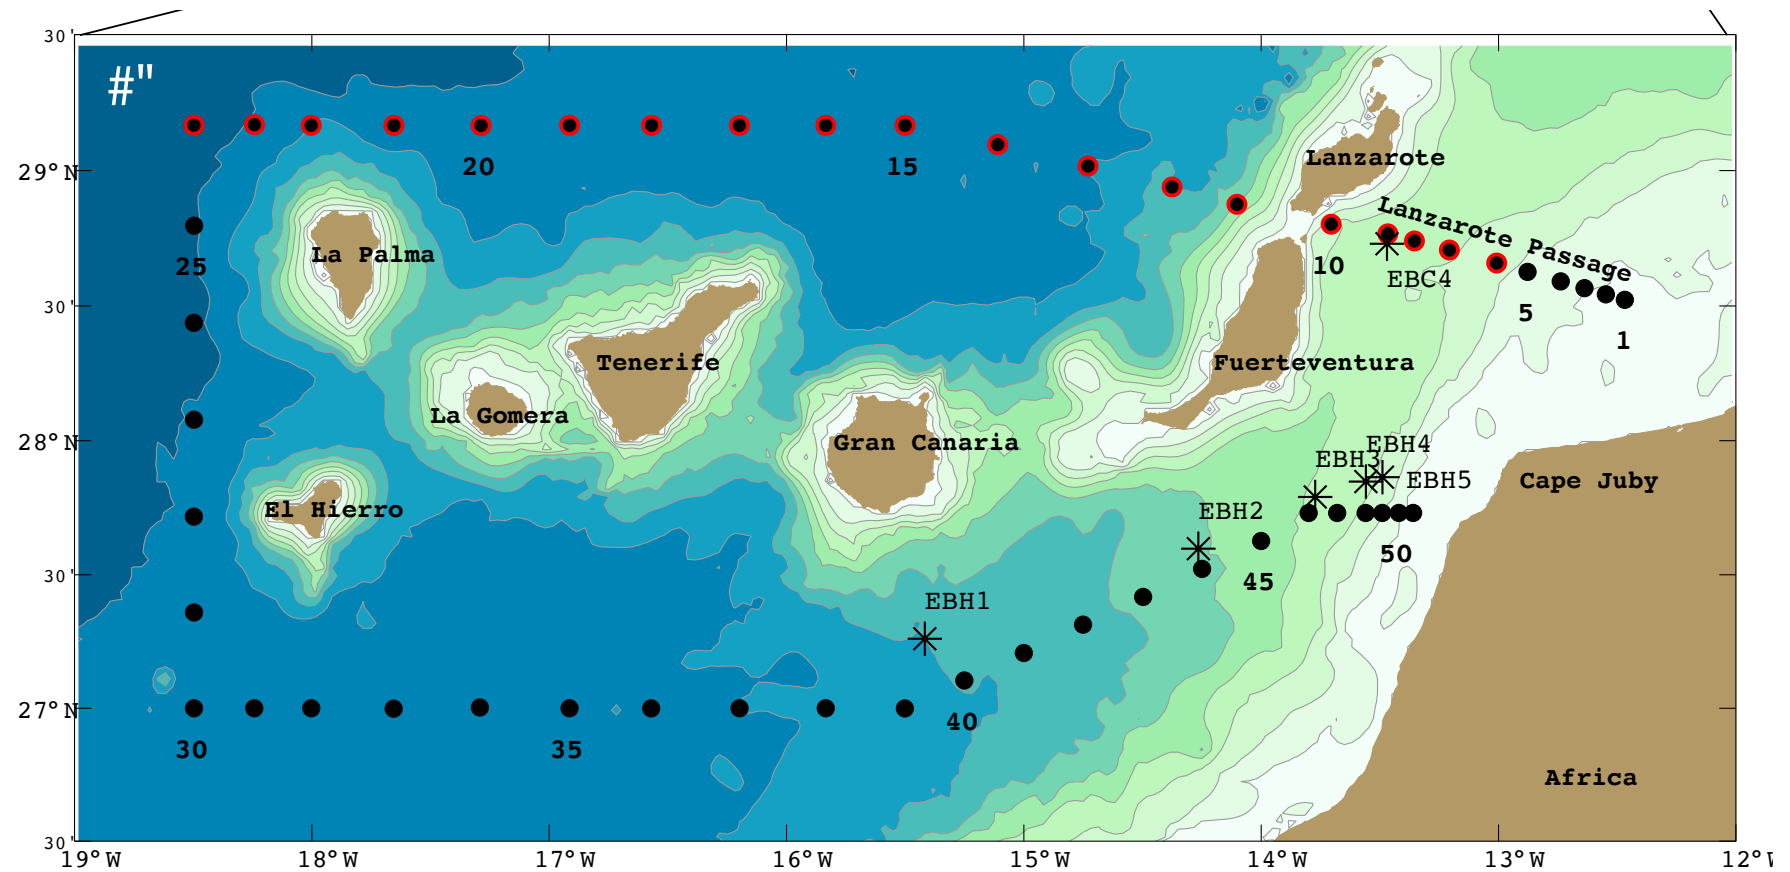 30'
#"
20
15
29°N
Lanzarote
Lanzarote Passage
La Palma
25
10
EBC4
30'
5
1
Tenerife
Fuerteventura
La Gomera
28°N
Gran Canaria
EBH4
EBH3
EBH5
Cape Juby
El Hierro
EBH2
50
30'
45
EBH1
27°N
40
30
35
Africa
30'
19°W
18°W
17°W
16°W
15°W
14°W
13°W
12°W